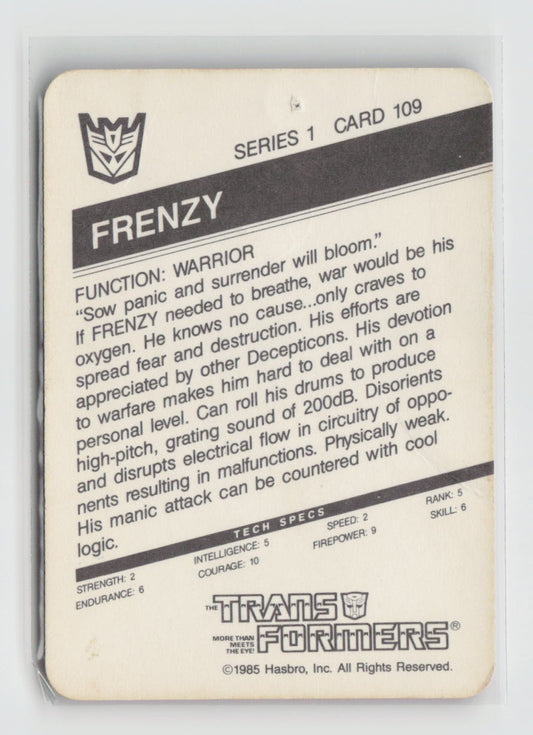 SERIES 1 CARD 109
FRENZY
FUNCTION: WARRIOR
“Sow panic and surrender will bloom.”
If FRENZY needed to breathe, war would be his
oxygen. He knows no cause...only craves to
spread fear and destruction. His efforts are
appreciated by other Decepticons. His devotion
to warfare makes him hard to deal with on a
personal level. Can roll his drums to produce
high-pitch, grating sound of 200dB. Disorients
and disrupts electrical flow in circuitry of oppo-
nents resulting in malfunctions. Physically weak.
His manic attack can be countered with cool
logic.
TECH SPECS
STRENGTH: 2 INTELLIGENCE: 5 SPEED: 2 RANK: 5
ENDURANCE: 6 COURAGE: 10 FIREPOWER: 9 SKILL: 6
THE TRANS
MORE THAN
MEETS
THE EYE!
FORMERS®
©1985 Hasbro, Inc. All Rights Reserved.